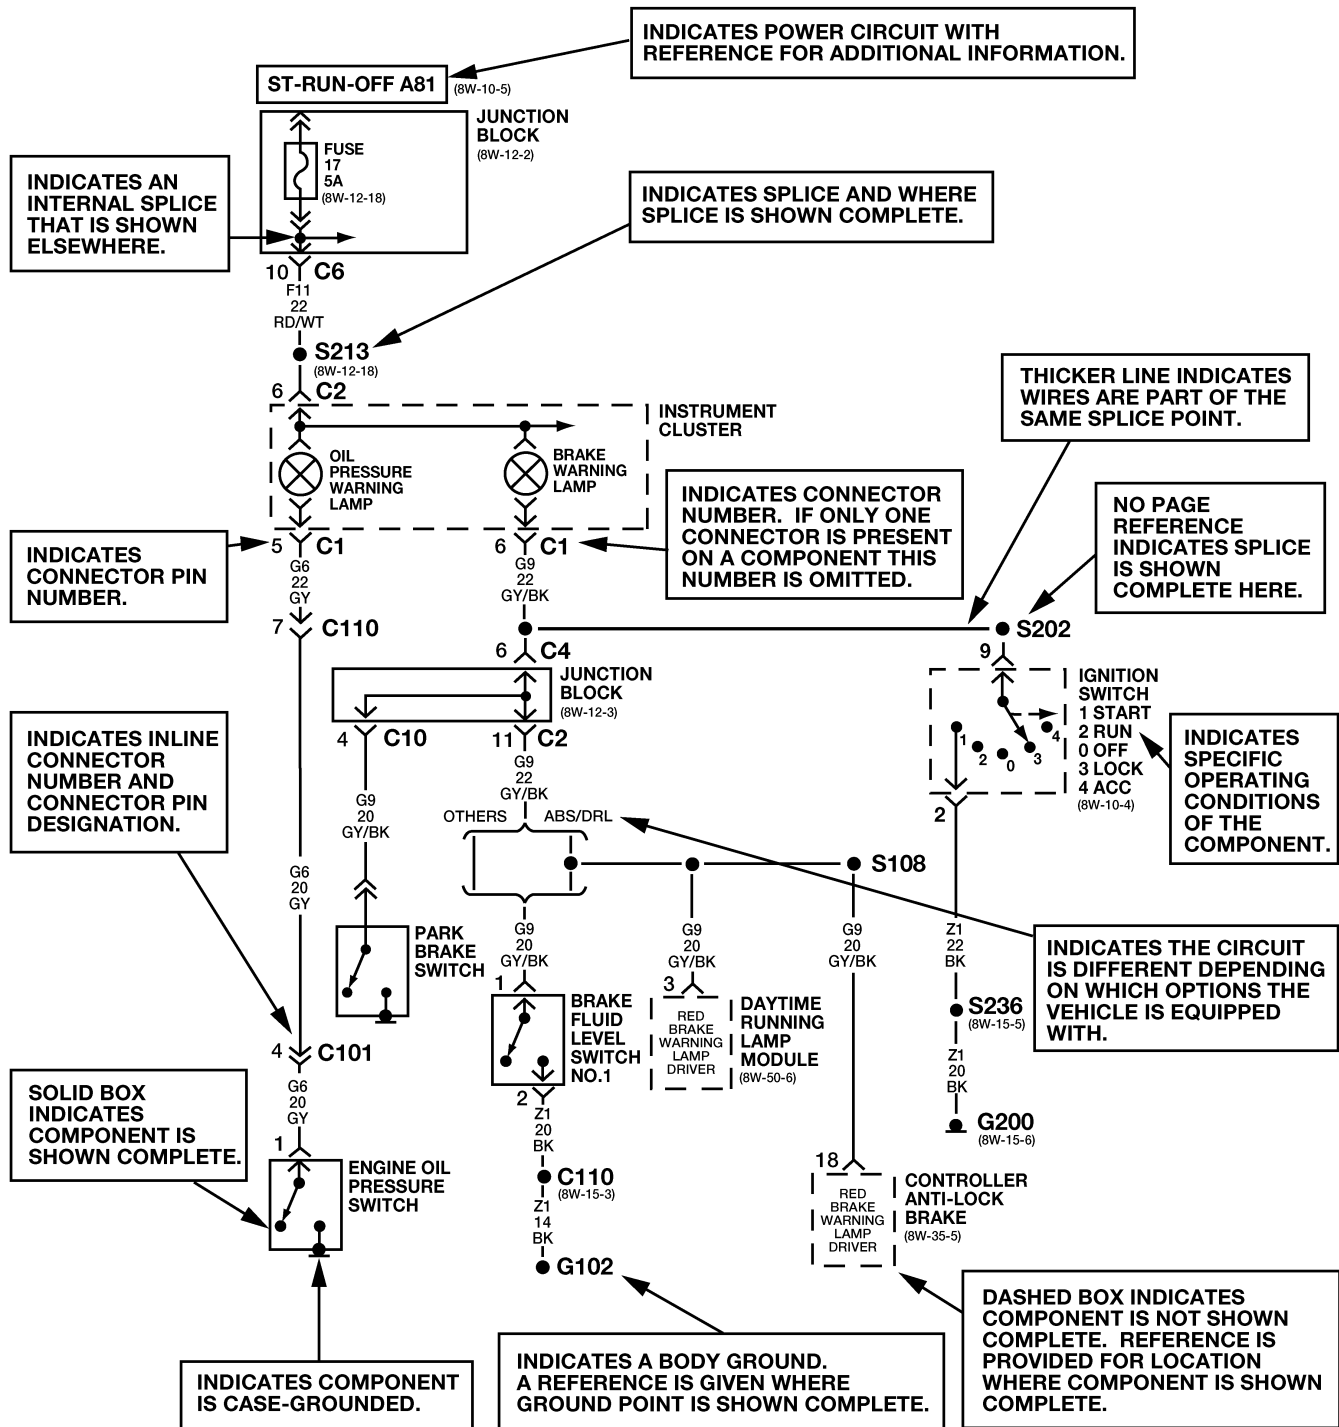 INDICATES POWER CIRCUIT WITH
REFERENCE FOR ADDITIONAL INFORMATION.
ST-RUN-OFF A81
(8W-10-5)
JUNCTION
BLOCK
(8W-12-2)
FUSE
17
5A
(8W-12-18)
INDICATES AN
INTERNAL SPLICE
THAT IS SHOWN
ELSEWHERE.
INDICATES SPLICE AND WHERE
SPLICE IS SHOWN COMPLETE.
10 C6
F11
22
RD/WT
S213
(8W-12-18)
6 C2
THICKER LINE INDICATES
WIRES ARE PART OF THE
SAME SPLICE POINT.
INSTRUMENT
CLUSTER
OIL
PRESSURE
WARNING
LAMP
BRAKE
WARNING
LAMP
INDICATES CONNECTOR
NUMBER. IF ONLY ONE
CONNECTOR IS PRESENT
ON A COMPONENT THIS
NUMBER IS OMITTED.
NO PAGE
REFERENCE
INDICATES SPLICE
IS SHOWN
COMPLETE HERE.
INDICATES
CONNECTOR PIN
NUMBER.
5 C1
G6
22
GY
6 C1
G9
22
GY/BK
7 C110
S202
6 C4
9
JUNCTION
BLOCK
(8W-12-3)
IGNITION
SWITCH
1 START
2 RUN
0 OFF
3 LOCK
4 ACC
(8W-10-4)
1
2
0
3
4
INDICATES
SPECIFIC
OPERATING
CONDITIONS
OF THE
COMPONENT.
INDICATES INLINE
CONNECTOR
NUMBER AND
CONNECTOR PIN
DESIGNATION.
4 C10
11 C2
G9
22
GY/BK
G9
20
GY/BK
2
OTHERS
ABS/DRL
S108
G6
20
GY
PARK
BRAKE
SWITCH
G9
20
GY/BK
G9
20
GY/BK
G9
20
GY/BK
Z1
22
BK
INDICATES THE CIRCUIT
IS DIFFERENT DEPENDING
ON WHICH OPTIONS THE
VEHICLE IS EQUIPPED
WITH.
1
BRAKE
FLUID
LEVEL
SWITCH
NO.1
3
RED
BRAKE
WARNING
LAMP
DRIVER
DAYTIME
RUNNING
LAMP
MODULE
(8W-50-6)
S236
(8W-15-5)
Z1
20
BK
G200
(8W-15-6)
4 C101
G6
20
GY
1
SOLID BOX
INDICATES
COMPONENT IS
SHOWN COMPLETE.
ENGINE OIL
PRESSURE
SWITCH
2
Z1
20
BK
C110
(8W-15-3)
Z1
14
BK
G102
18
RED
BRAKE
WARNING
LAMP
DRIVER
CONTROLLER
ANTI-LOCK
BRAKE
(8W-35-5)
INDICATES COMPONENT
IS CASE-GROUNDED.
INDICATES A BODY GROUND.
A REFERENCE IS GIVEN WHERE
GROUND POINT IS SHOWN COMPLETE.
DASHED BOX INDICATES
COMPONENT IS NOT SHOWN
COMPLETE. REFERENCE IS
PROVIDED FOR LOCATION
WHERE COMPONENT IS SHOWN
COMPLETE.